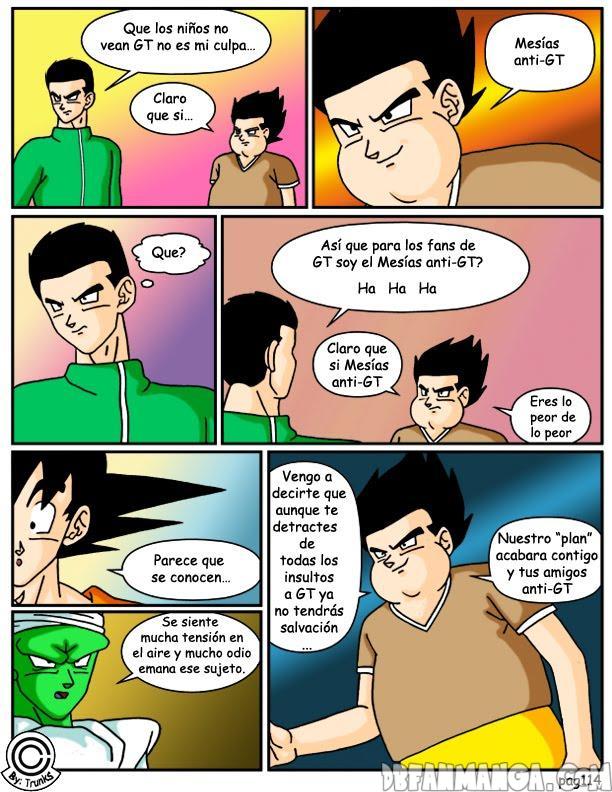 Que los niños no
vean GT no es mi culpa...
Claro
que si...
Mesías
anti-GT
Que?
Así que para los fans de
GT soy el Mesías anti-GT?
Ha Ha Ha
Claro que
si Mesías
anti-GT
Eres lo
peor de
lo peor
Parece que
se conocen...
Se siente
mucha tensión en
el aire y mucho odio
emana ese sujeto.
Vengo a
decirte que
aunque te
detractes
de
todas los
insultos
a GT ya
no tendrás
salvación
...
Nuestro “plan”
acabara contigo
y tus amigos
anti-GT
©
By: Trunks
pag114
DBFANMANGA.COM